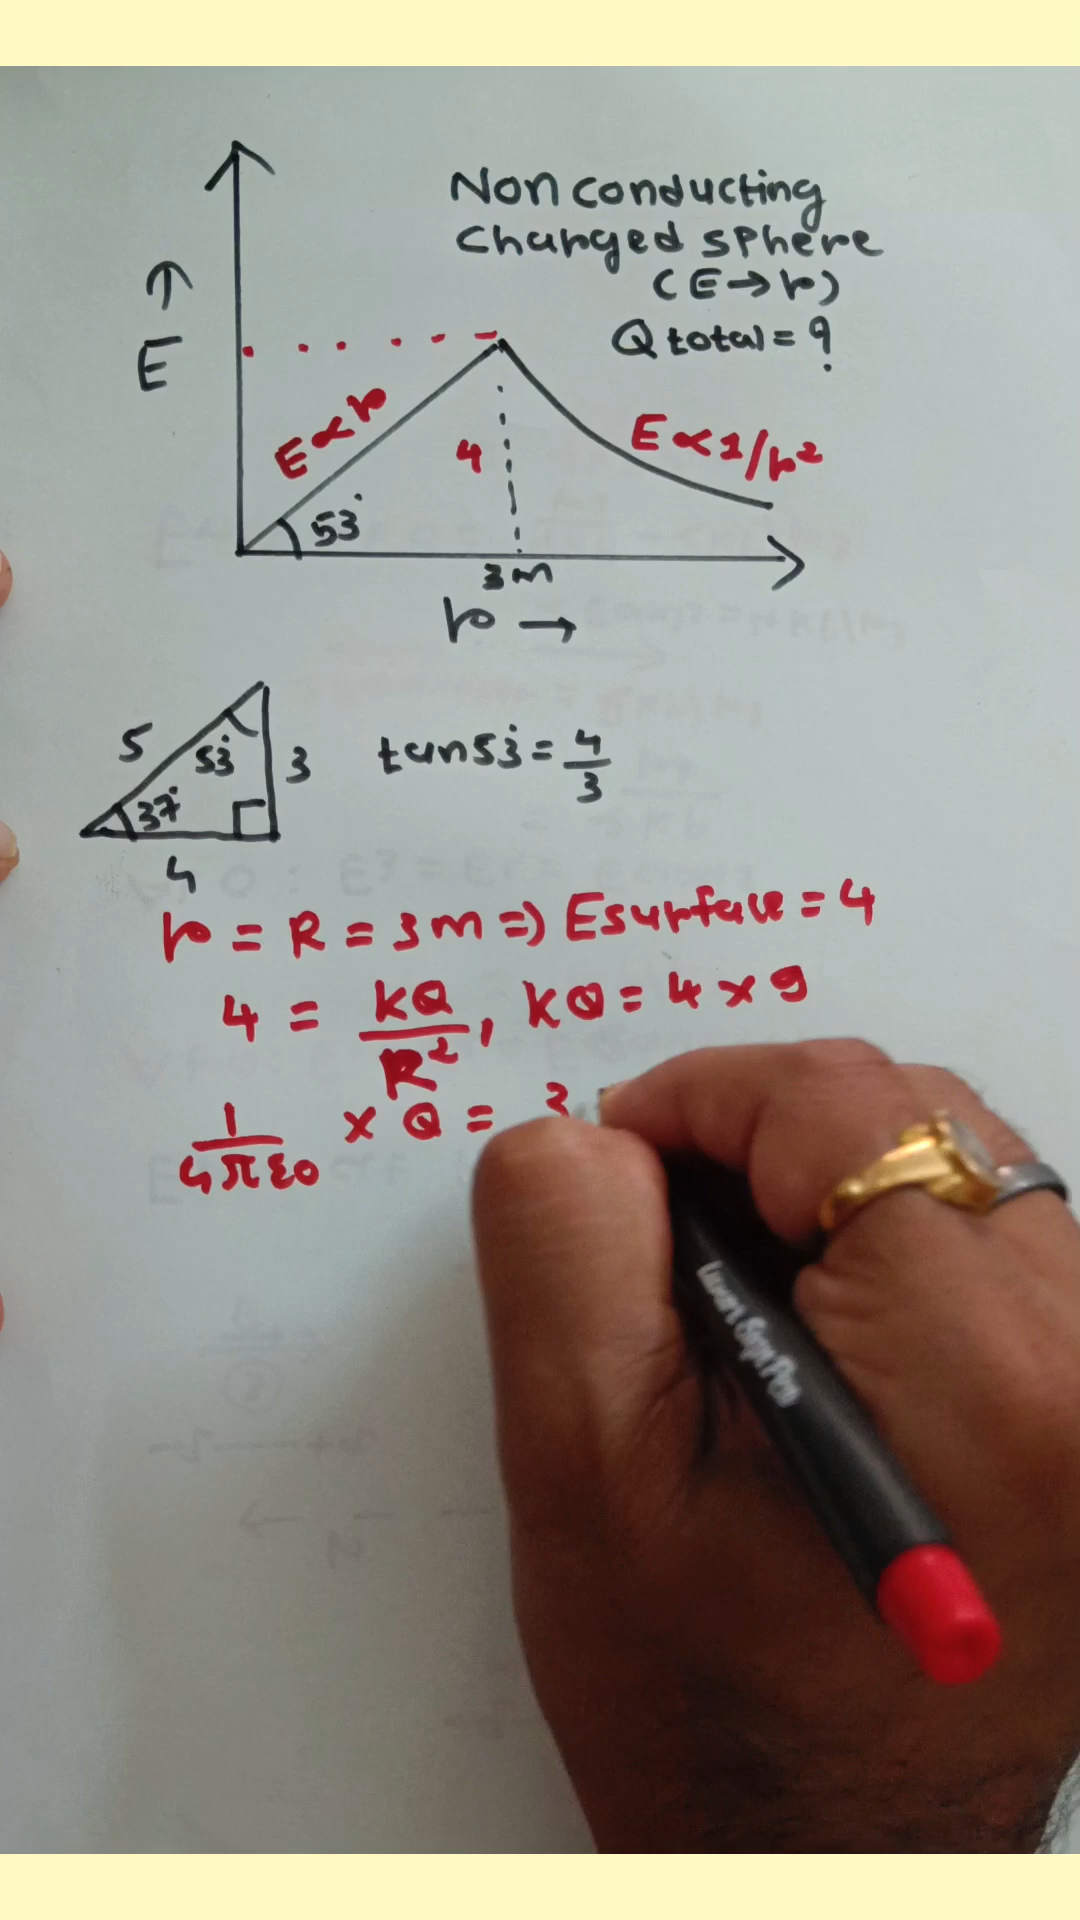 Non conducting
charged sphere
(E→r)
Q total = ?
↑
E
E∝r
4
E∝1/r²
53°
3m
r →
5
53°
3
37°
4
tan53° = 4/3
r = R = 3m ⇒ Esurface = 4
4 = KQ/R², KQ = 4 × 9
1/4πε0 × Q = 3